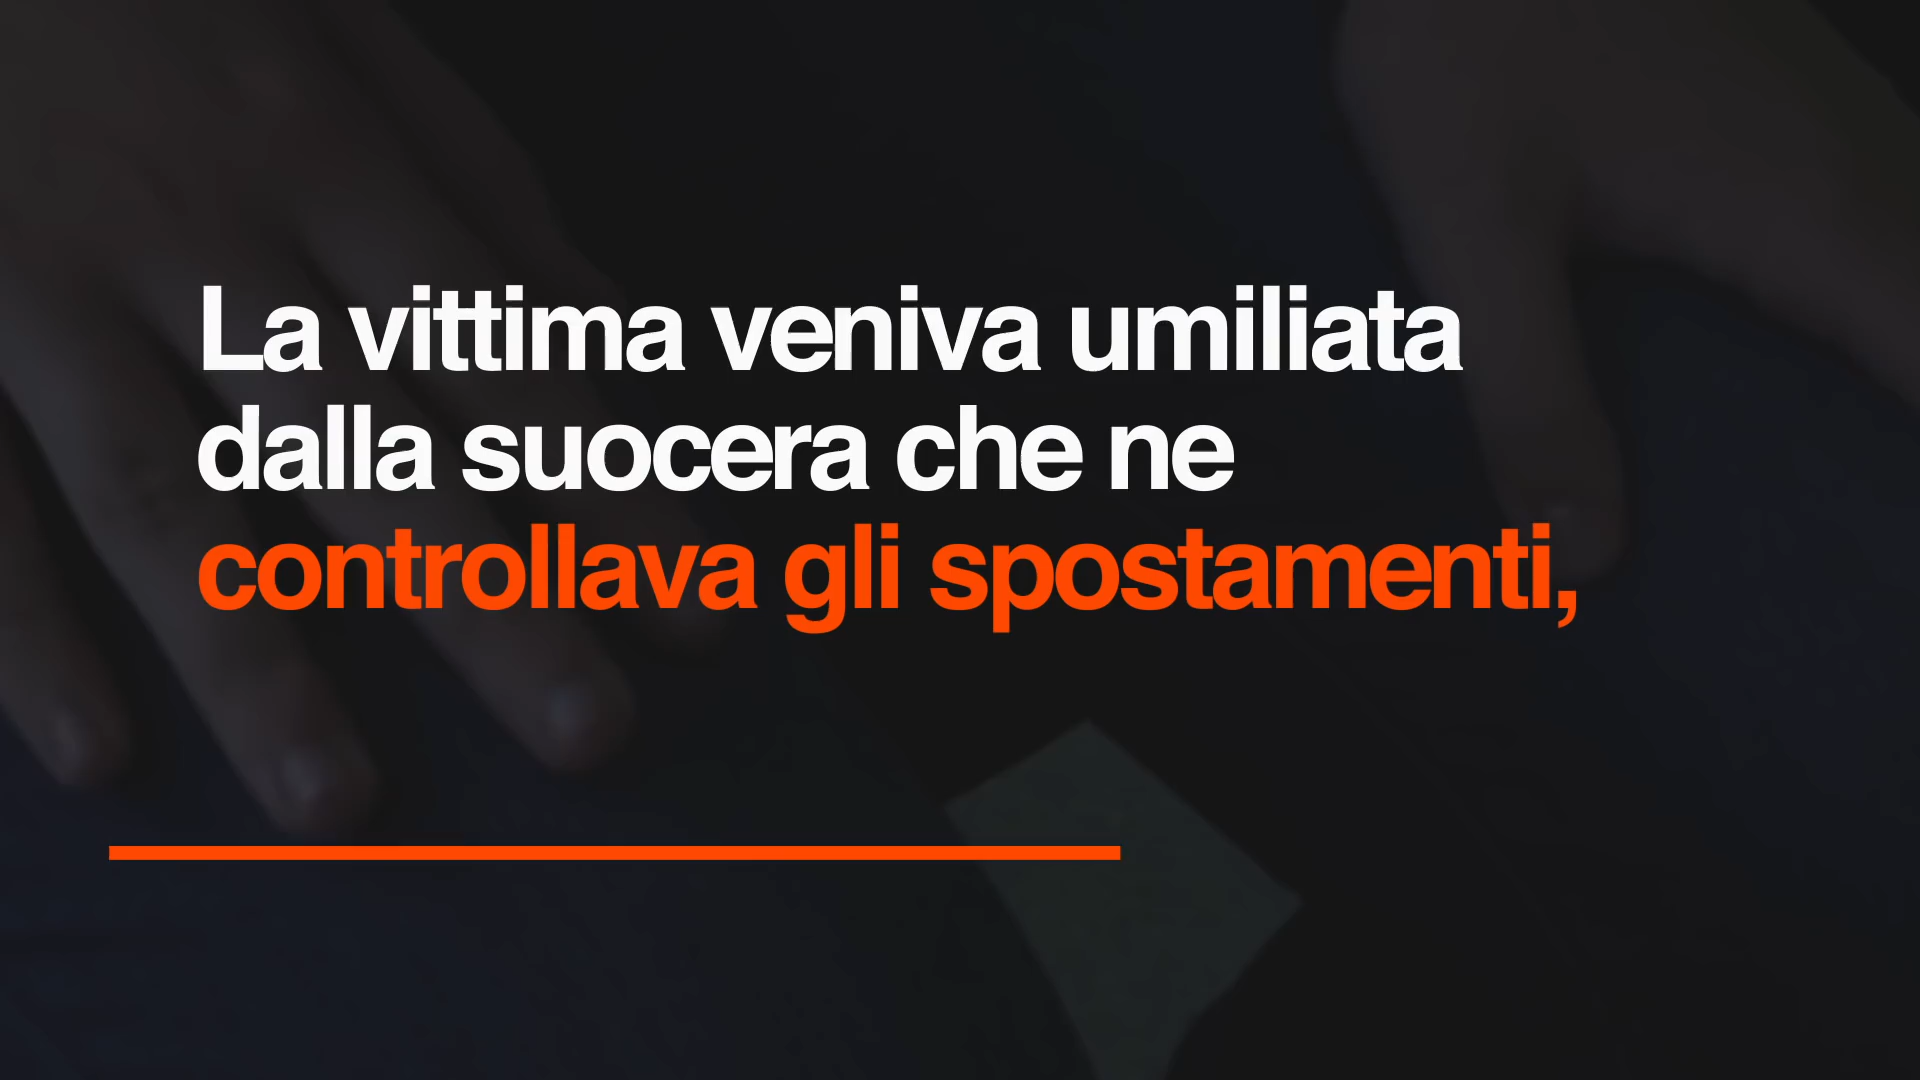 La vittima veniva umiliata
dalla suocera che ne
controllava gli spostamenti,